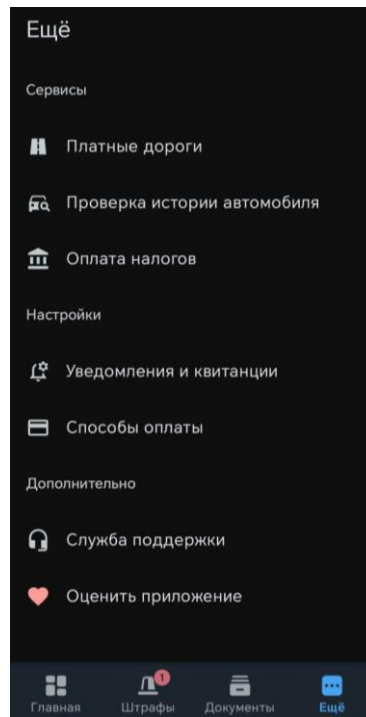 Ещё
Сервисы
Платные дороги
Проверка истории автомобиля
Оплата налогов
Настройки
Уведомления и квитанции
Способы оплаты
Дополнительно
Служба поддержки
Оценить приложение
1
Главная Штрафы Документы Ещё